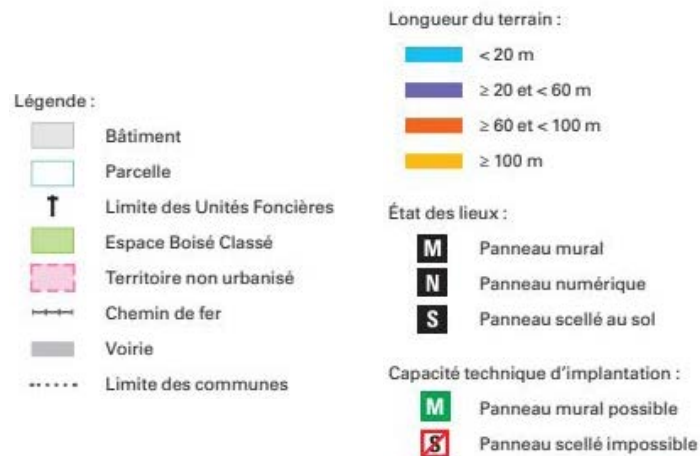 Légende :
Bâtiment
Parcelle
Limite des Unités Foncières
Espace Boisé Classé
Territoire non urbanisé
Chemin de fer
Voirie
Limite des communes
Longueur du terrain :
< 20 m
≥ 20 et < 60 m
≥ 60 et < 100 m
≥ 100 m
État des lieux :
M Panneau mural
N Panneau numérique
S Panneau scellé au sol
Capacité technique d'implantation :
M Panneau mural possible
S Panneau scellé impossible